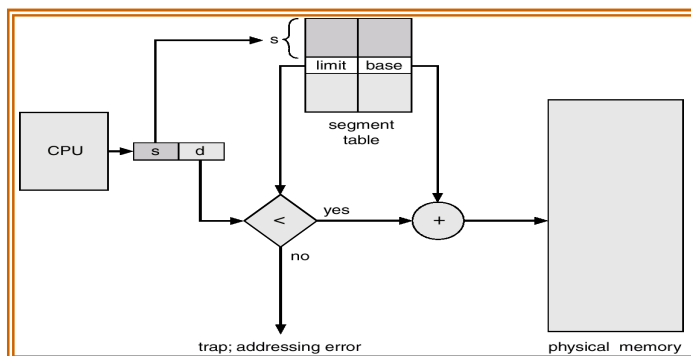 s
limit base
segment
table
CPU
s d
<
yes
+
no
trap; addressing error
physical memory